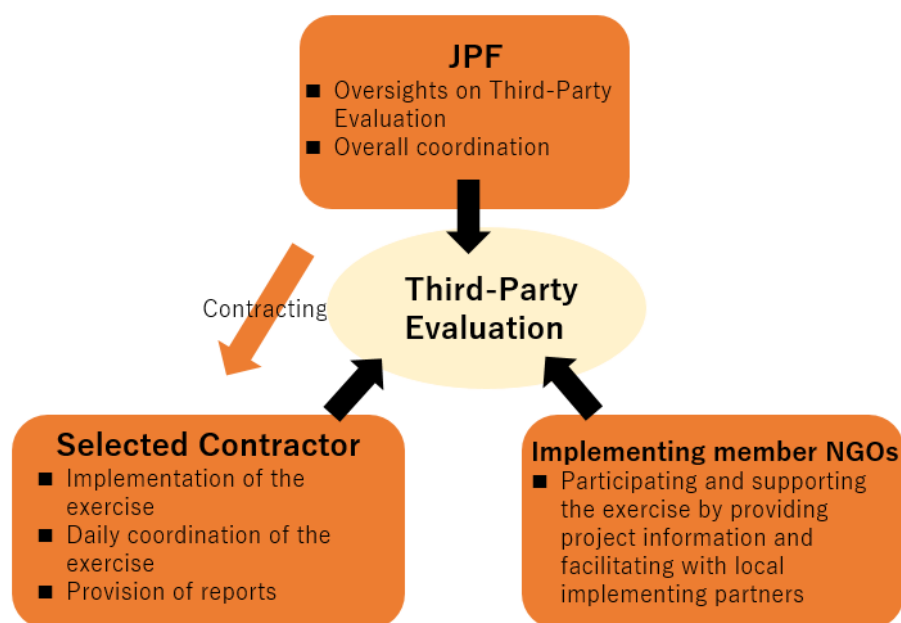 JPF
■ Oversights on Third-Party
Evaluation
■ Overall coordination
Contracting
Third-Party
Evaluation
Selected Contractor
■ Implementation of the
exercise
■ Daily coordination of the
exercise
■ Provision of reports
Implementing member NGOs
■ Participating and supporting
the exercise by providing
project information and
facilitating with local
implementing partners